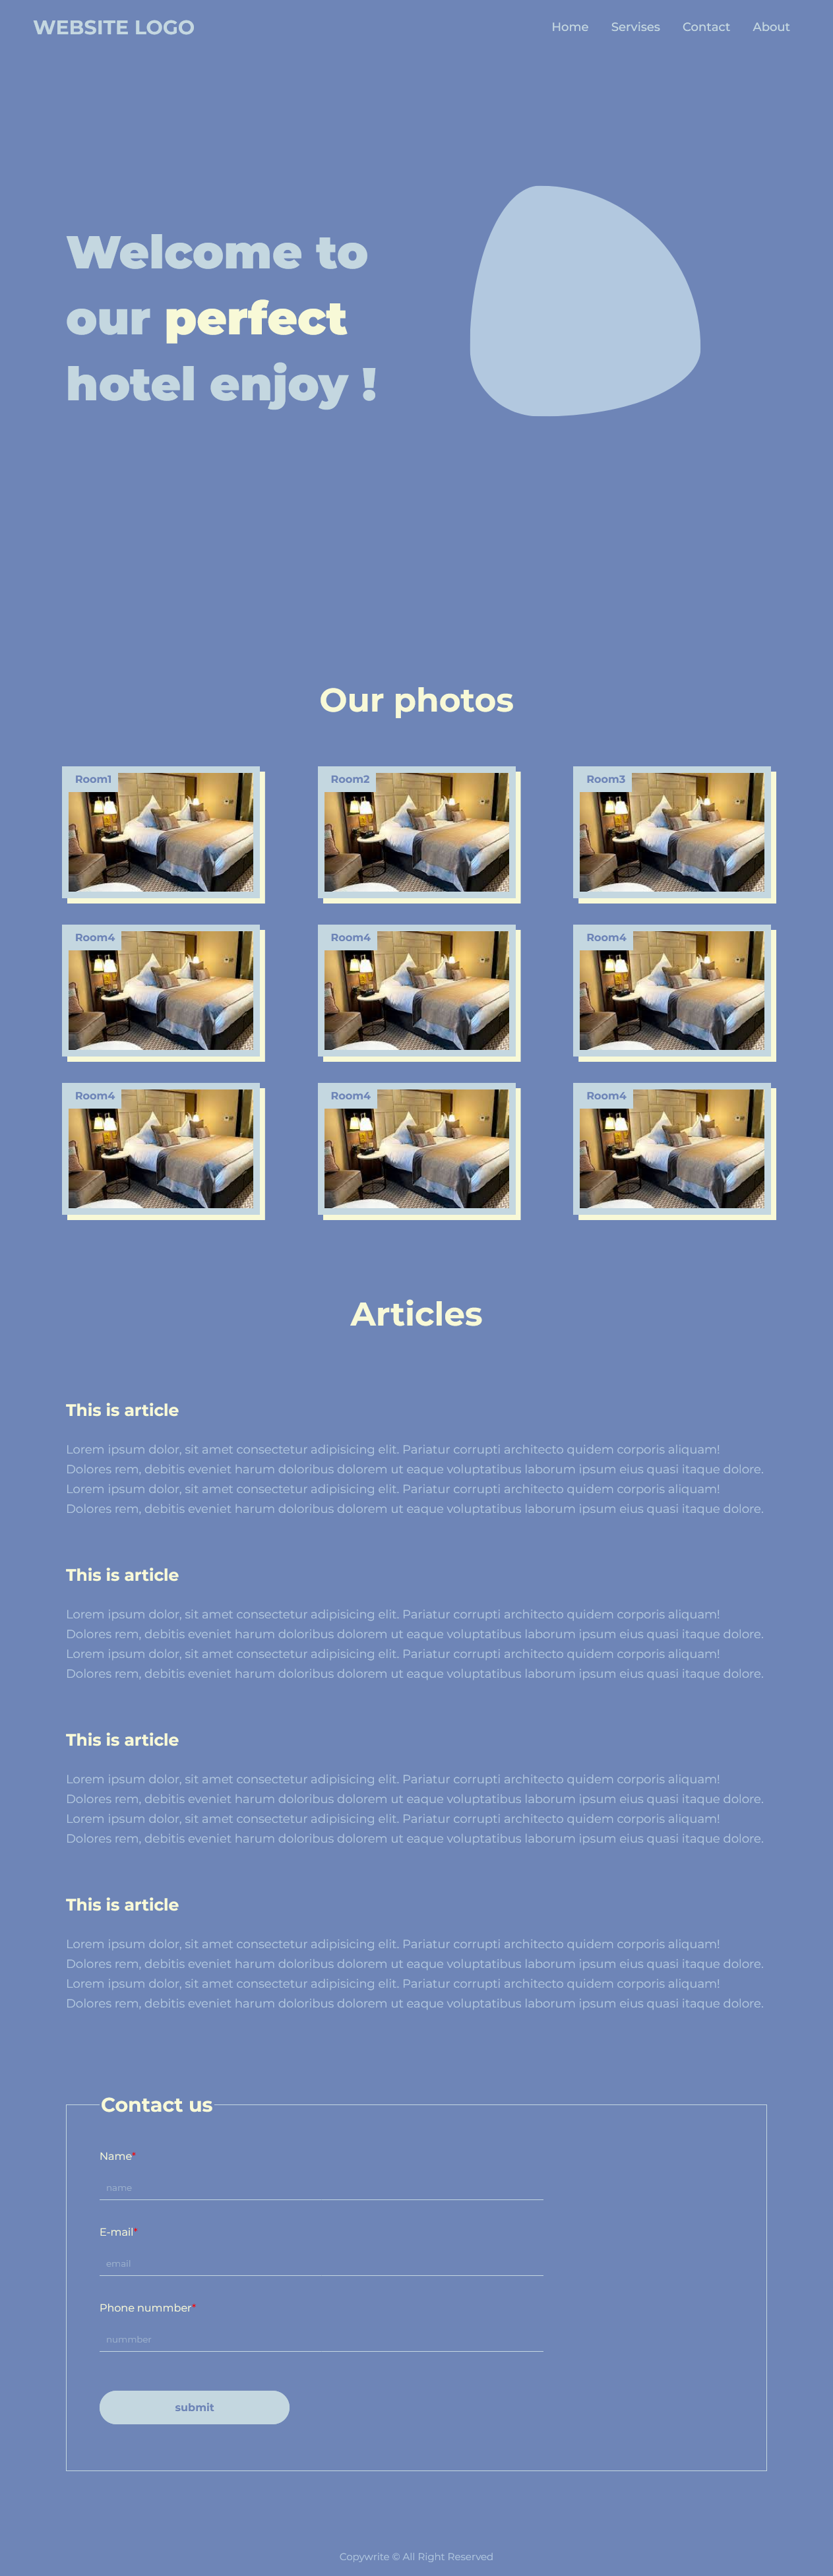 WEBSITE LOGO
Home Servises Contact About
Welcome to
our perfect
hotel enjoy !
Our photos
Room1
Room2
Room3
Room4
Room4
Room4
Room4
Room4
Room4
Articles
This is article
Lorem ipsum dolor, sit amet consectetur adipisicing elit. Pariatur corrupti architecto quidem corporis aliquam!
Dolores rem, debitis eveniet harum doloribus dolorem ut eaque voluptatibus laborum ipsum eius quasi itaque dolore.
Lorem ipsum dolor, sit amet consectetur adipisicing elit. Pariatur corrupti architecto quidem corporis aliquam!
Dolores rem, debitis eveniet harum doloribus dolorem ut eaque voluptatibus laborum ipsum eius quasi itaque dolore.
This is article
Lorem ipsum dolor, sit amet consectetur adipisicing elit. Pariatur corrupti architecto quidem corporis aliquam!
Dolores rem, debitis eveniet harum doloribus dolorem ut eaque voluptatibus laborum ipsum eius quasi itaque dolore.
Lorem ipsum dolor, sit amet consectetur adipisicing elit. Pariatur corrupti architecto quidem corporis aliquam!
Dolores rem, debitis eveniet harum doloribus dolorem ut eaque voluptatibus laborum ipsum eius quasi itaque dolore.
This is article
Lorem ipsum dolor, sit amet consectetur adipisicing elit. Pariatur corrupti architecto quidem corporis aliquam!
Dolores rem, debitis eveniet harum doloribus dolorem ut eaque voluptatibus laborum ipsum eius quasi itaque dolore.
Lorem ipsum dolor, sit amet consectetur adipisicing elit. Pariatur corrupti architecto quidem corporis aliquam!
Dolores rem, debitis eveniet harum doloribus dolorem ut eaque voluptatibus laborum ipsum eius quasi itaque dolore.
This is article
Lorem ipsum dolor, sit amet consectetur adipisicing elit. Pariatur corrupti architecto quidem corporis aliquam!
Dolores rem, debitis eveniet harum doloribus dolorem ut eaque voluptatibus laborum ipsum eius quasi itaque dolore.
Lorem ipsum dolor, sit amet consectetur adipisicing elit. Pariatur corrupti architecto quidem corporis aliquam!
Dolores rem, debitis eveniet harum doloribus dolorem ut eaque voluptatibus laborum ipsum eius quasi itaque dolore.
Contact us
Name*
name
E-mail*
email
Phone nummber*
nummber
submit
Copywrite © All Right Reserved